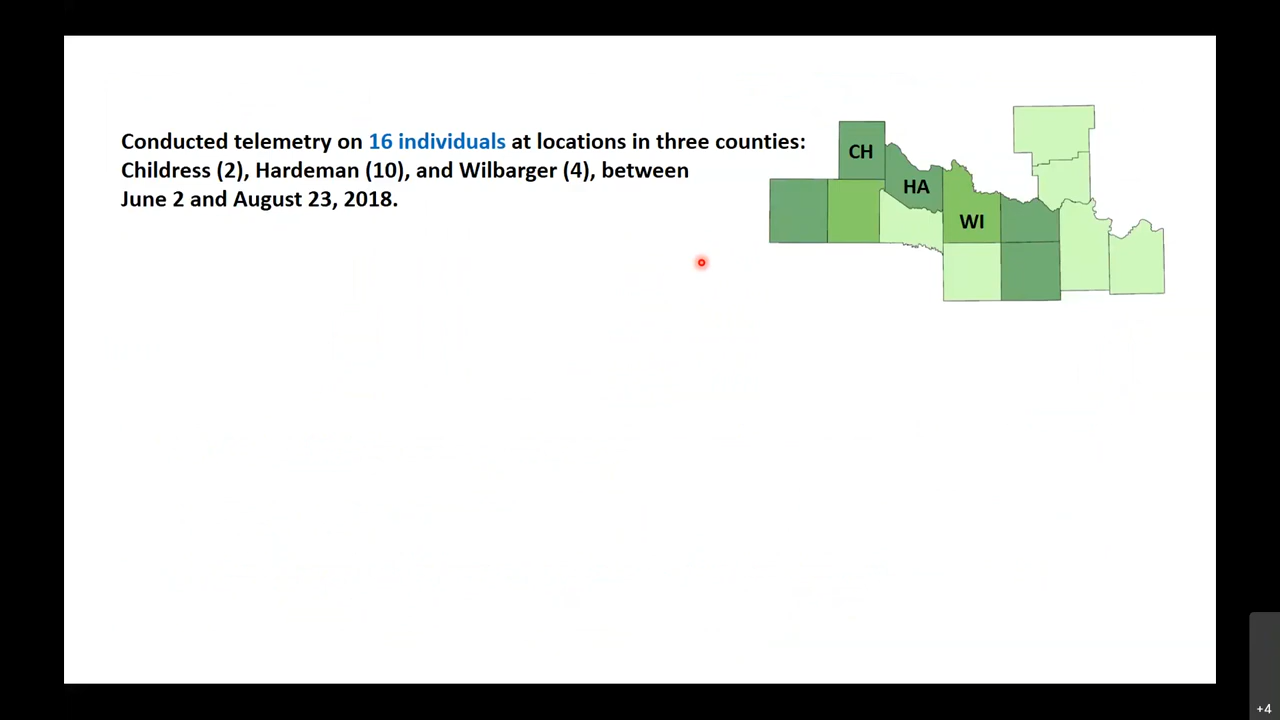 Conducted telemetry on 16 individuals at locations in three counties:
Childress (2), Hardeman (10), and Wilbarger (4), between
June 2 and August 23, 2018.
CH
HA
WI
+4